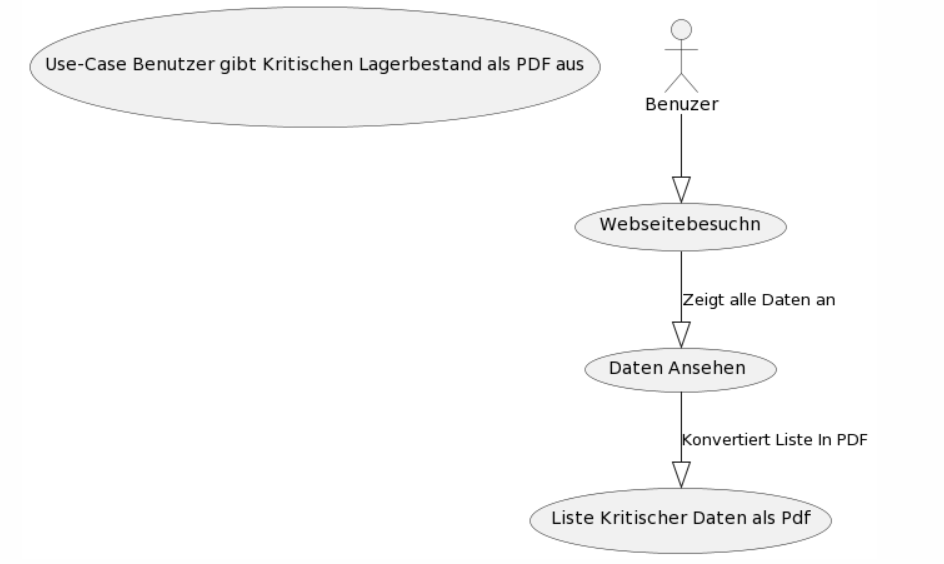 Use-Case Benutzer gibt Kritischen Lagerbestand als PDF aus
Benuzer
Webseitebesuchn
Zeigt alle Daten an
Daten Ansehen
Konvertiert Liste In PDF
Liste Kritischer Daten als Pdf